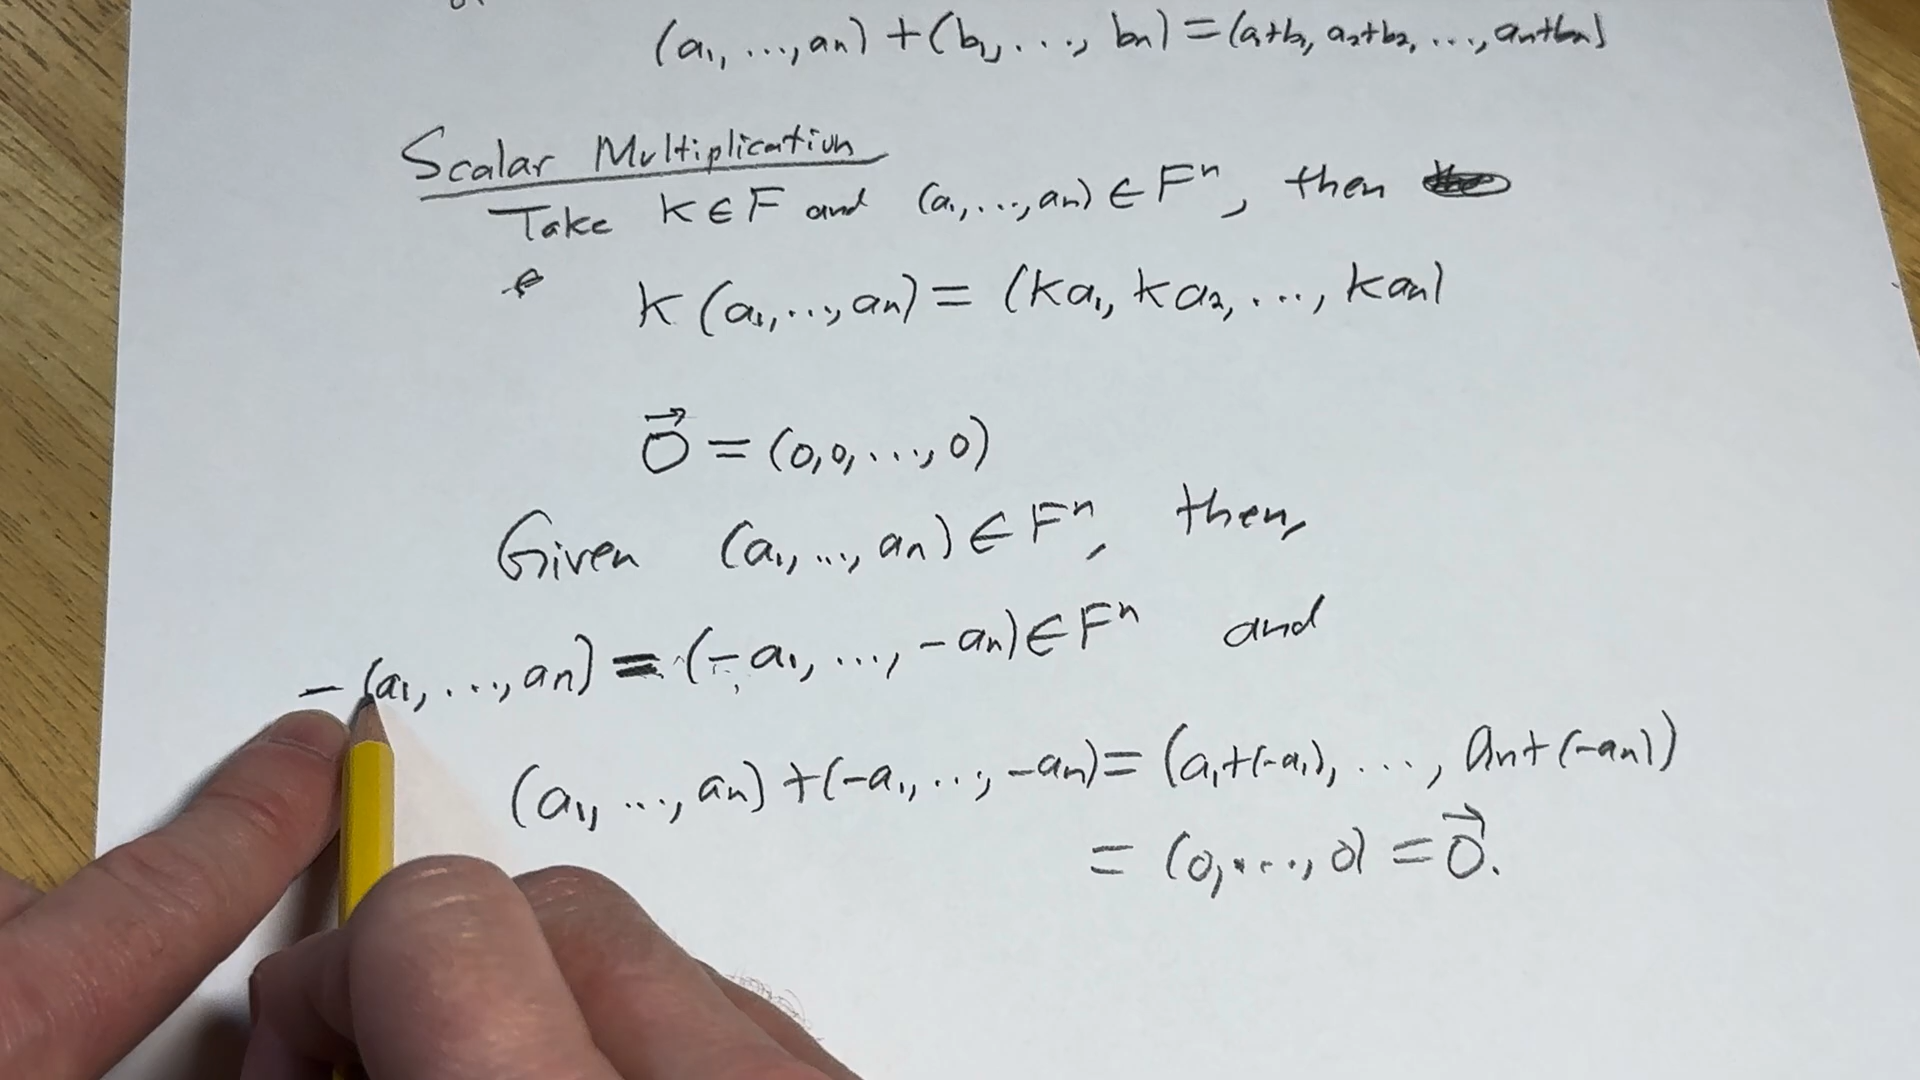 (a₁, ..., aₙ) + (b₁, ..., bₙ) = (a₁+b₁, a₂+b₂, ..., aₙ+bₙ)
Scalar Multiplication
Take K ∈ F and (a₁, ..., aₙ) ∈ Fⁿ, then
K (a₁, ..., aₙ) = (Ka₁, Ka₂, ..., Kaₙ)
0⃗ = (0,0, ..., 0)
Given (a₁, ..., aₙ) ∈ Fⁿ, then,
-(a₁, ..., aₙ) = (-a₁, ..., -aₙ) ∈ Fⁿ and
(a₁, ..., aₙ) + (-a₁, ..., -aₙ) = (a₁+(-a₁), ..., aₙ+(-aₙ))
= (0, ..., 0) = 0⃗.